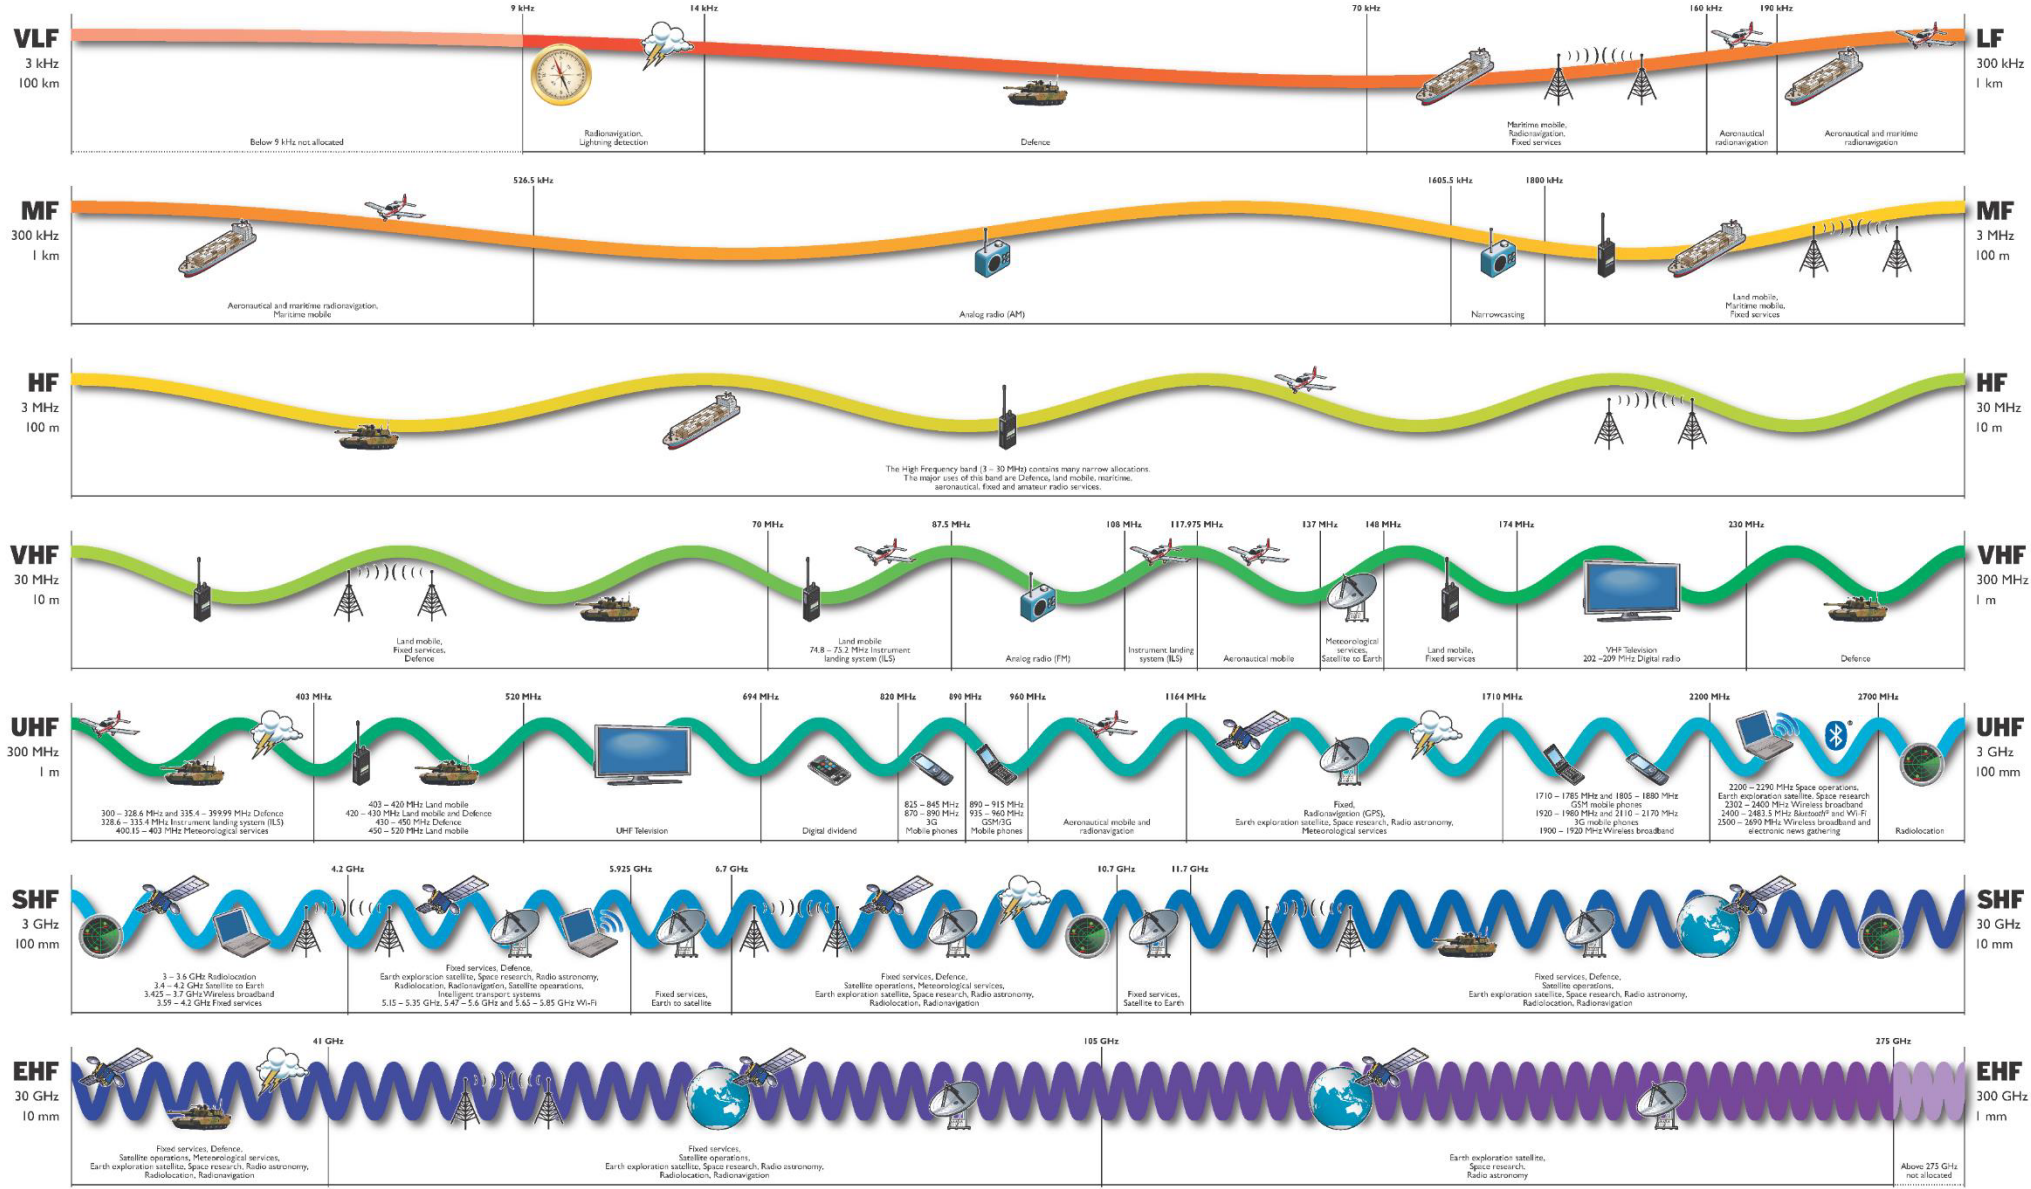 9 kHz 14 kHz 70 kHz 160 kHz 190 kHz
VLF
3 kHz
100 km
LF
300 kHz
1 km
Below 9 kHz not allocated
Radionavigation,
Lightning detection
Defence
Maritime mobile,
Radionavigation,
Fixed services
Aeronautical
radionavigation
Aeronautical and maritime
radionavigation
526.5 kHz 1605.5 kHz 1800 kHz
MF
300 kHz
1 km
MF
3 MHz
100 m
Aeronautical and maritime radionavigation,
Maritime mobile
Analog radio (AM)
Narrowcasting
Land mobile,
Maritime mobile,
Fixed services
HF
3 MHz
100 m
HF
30 MHz
10 m
The High Frequency band (3 – 30 MHz) contains many narrow allocations.
The major uses of this band are Defence, land mobile, maritime,
aeronautical, fixed and amateur radio services.
70 MHz 87.5 MHz 108 MHz 117.975 MHz 137 MHz 148 MHz 174 MHz 230 MHz
VHF
30 MHz
10 m
VHF
300 MHz
1 m
Land mobile,
Fixed services,
Defence
Land mobile
74.8 – 75.2 MHz Instrument
landing system (ILS)
Analog radio (FM)
Instrument landing
system (ILS)
Aeronautical mobile
Meteorological
services,
Satellite to Earth
Land mobile,
Fixed services
VHF Television
202 –209 MHz Digital radio
Defence
403 MHz 520 MHz 694 MHz 820 MHz 890 MHz 960 MHz 1164 MHz 1710 MHz 2200 MHz 2700 MHz
UHF
300 MHz
1 m
UHF
3 GHz
100 mm
300 – 328.6 MHz and 335.4 – 399.99 MHz Defence
328.6 – 335.4 MHz Instrument landing system (ILS)
400.15 – 403 MHz Meteorological services
403 – 420 MHz Land mobile
420 – 430 MHz Land mobile and Defence
430 – 450 MHz Defence
450 – 520 MHz Land mobile
UHF Television
Digital dividend
825 – 845 MHz
870 – 890 MHz
3G
Mobile phones
890 – 915 MHz
935 – 960 MHz
GSM/3G
Mobile phones
Aeronautical mobile and
radionavigation
Fixed,
Radionavigation (GPS),
Earth exploration satellite, Space research, Radio astronomy,
Meteorological services
1710 – 1785 MHz and 1805 – 1880 MHz
GSM mobile phones
1920 – 1980 MHz and 2110 – 2170 MHz
3G mobile phones
1900 – 1920 MHz Wireless broadband
®
2200 – 2290 MHz Space operations,
Earth exploration satellite, Space research
2302 – 2400 MHz Wireless broadband
2400 – 2483.5 MHz Bluetooth® and Wi-Fi
2500 – 2690 MHz Wireless broadband and
electronic news gathering
Radiolocation
4.2 GHz 5.925 GHz 6.7 GHz 10.7 GHz 11.7 GHz
SHF
3 GHz
100 mm
SHF
30 GHz
10 mm
3 – 3.6 GHz Radiolocation
3.4 – 4.2 GHz Satellite to Earth
3.425 – 3.7 GHz Wireless broadband
3.59 – 4.2 GHz Fixed services
Fixed services, Defence,
Earth exploration satellite, Space research, Radio astronomy,
Radiolocation, Radionavigation, Satellite operations,
Intelligent transport systems
5.15 – 5.35 GHz, 5.47 – 5.6 GHz and 5.65 – 5.85 GHz Wi-Fi
Fixed services,
Earth to satellite
Fixed services, Defence,
Satellite operations, Meteorological services,
Earth exploration satellite, Space research, Radio astronomy,
Radiolocation, Radionavigation
Fixed services,
Satellite to Earth
Fixed services, Defence,
Satellite operations,
Earth exploration satellite, Space research, Radio astronomy,
Radiolocation, Radionavigation
41 GHz 105 GHz 275 GHz
EHF
30 GHz
10 mm
EHF
300 GHz
1 mm
Fixed services, Defence,
Satellite operations, Meteorological services,
Earth exploration satellite, Space research, Radio astronomy,
Radiolocation, Radionavigation
Fixed services,
Satellite operations,
Earth exploration satellite, Space research, Radio astronomy,
Radiolocation, Radionavigation
Earth exploration satellite,
Space research,
Radio astronomy
Above 275 GHz
not allocated